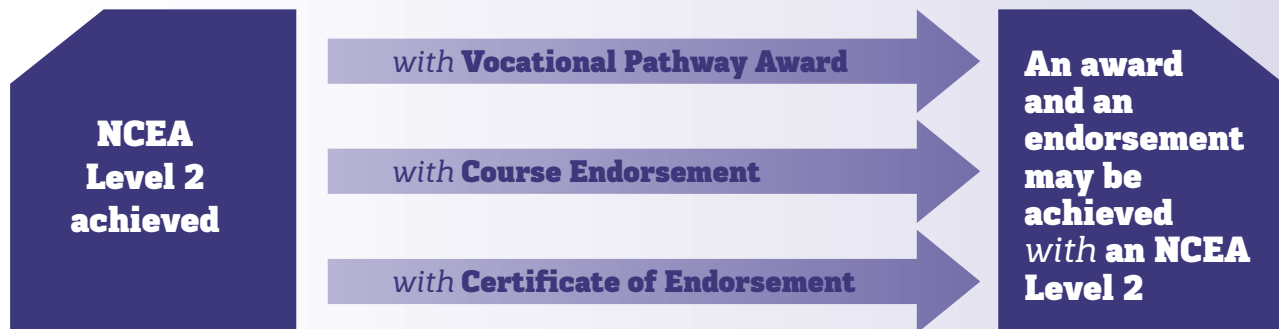 NCEA
Level 2
achieved
with Vocational Pathway Award
with Course Endorsement
with Certificate of Endorsement
An award
and an
endorsement
may be
achieved
with an NCEA
Level 2